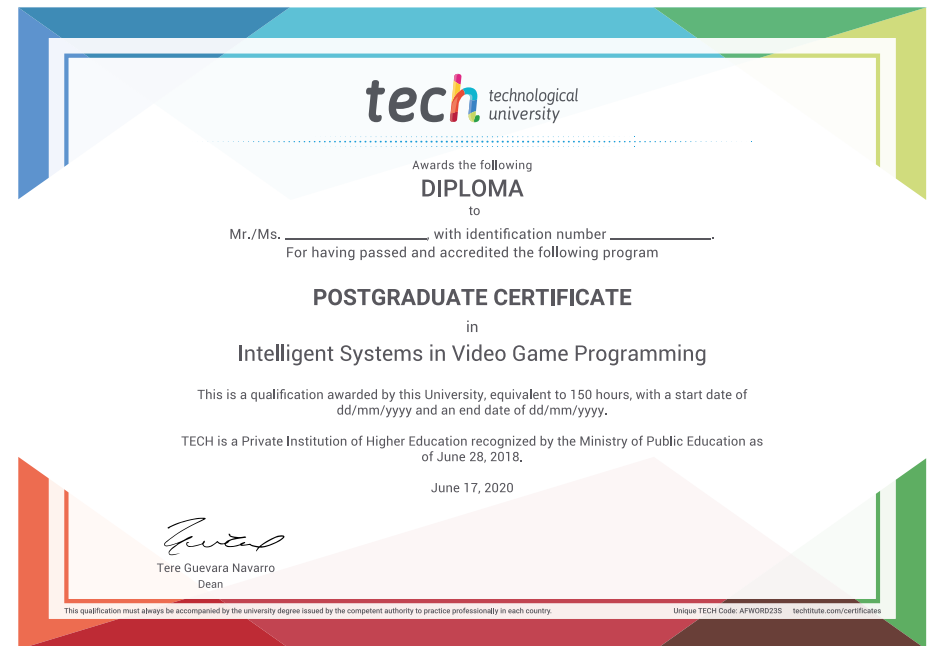 tech technological
university
Awards the following
DIPLOMA
to
Mr./Ms. ____________________, with identification number ______________.
For having passed and accredited the following program
POSTGRADUATE CERTIFICATE
in
Intelligent Systems in Video Game Programming
This is a qualification awarded by this University, equivalent to 150 hours, with a start date of
dd/mm/yyyy and an end date of dd/mm/yyyy.
TECH is a Private Institution of Higher Education recognized by the Ministry of Public Education as
of June 28, 2018.
June 17, 2020
Tere Guevara Navarro
Dean
This qualification must always be accompanied by the university degree issued by the competent authority to practice professionally in each country.
Unique TECH Code: AFWORD23S techtitute.com/certificates